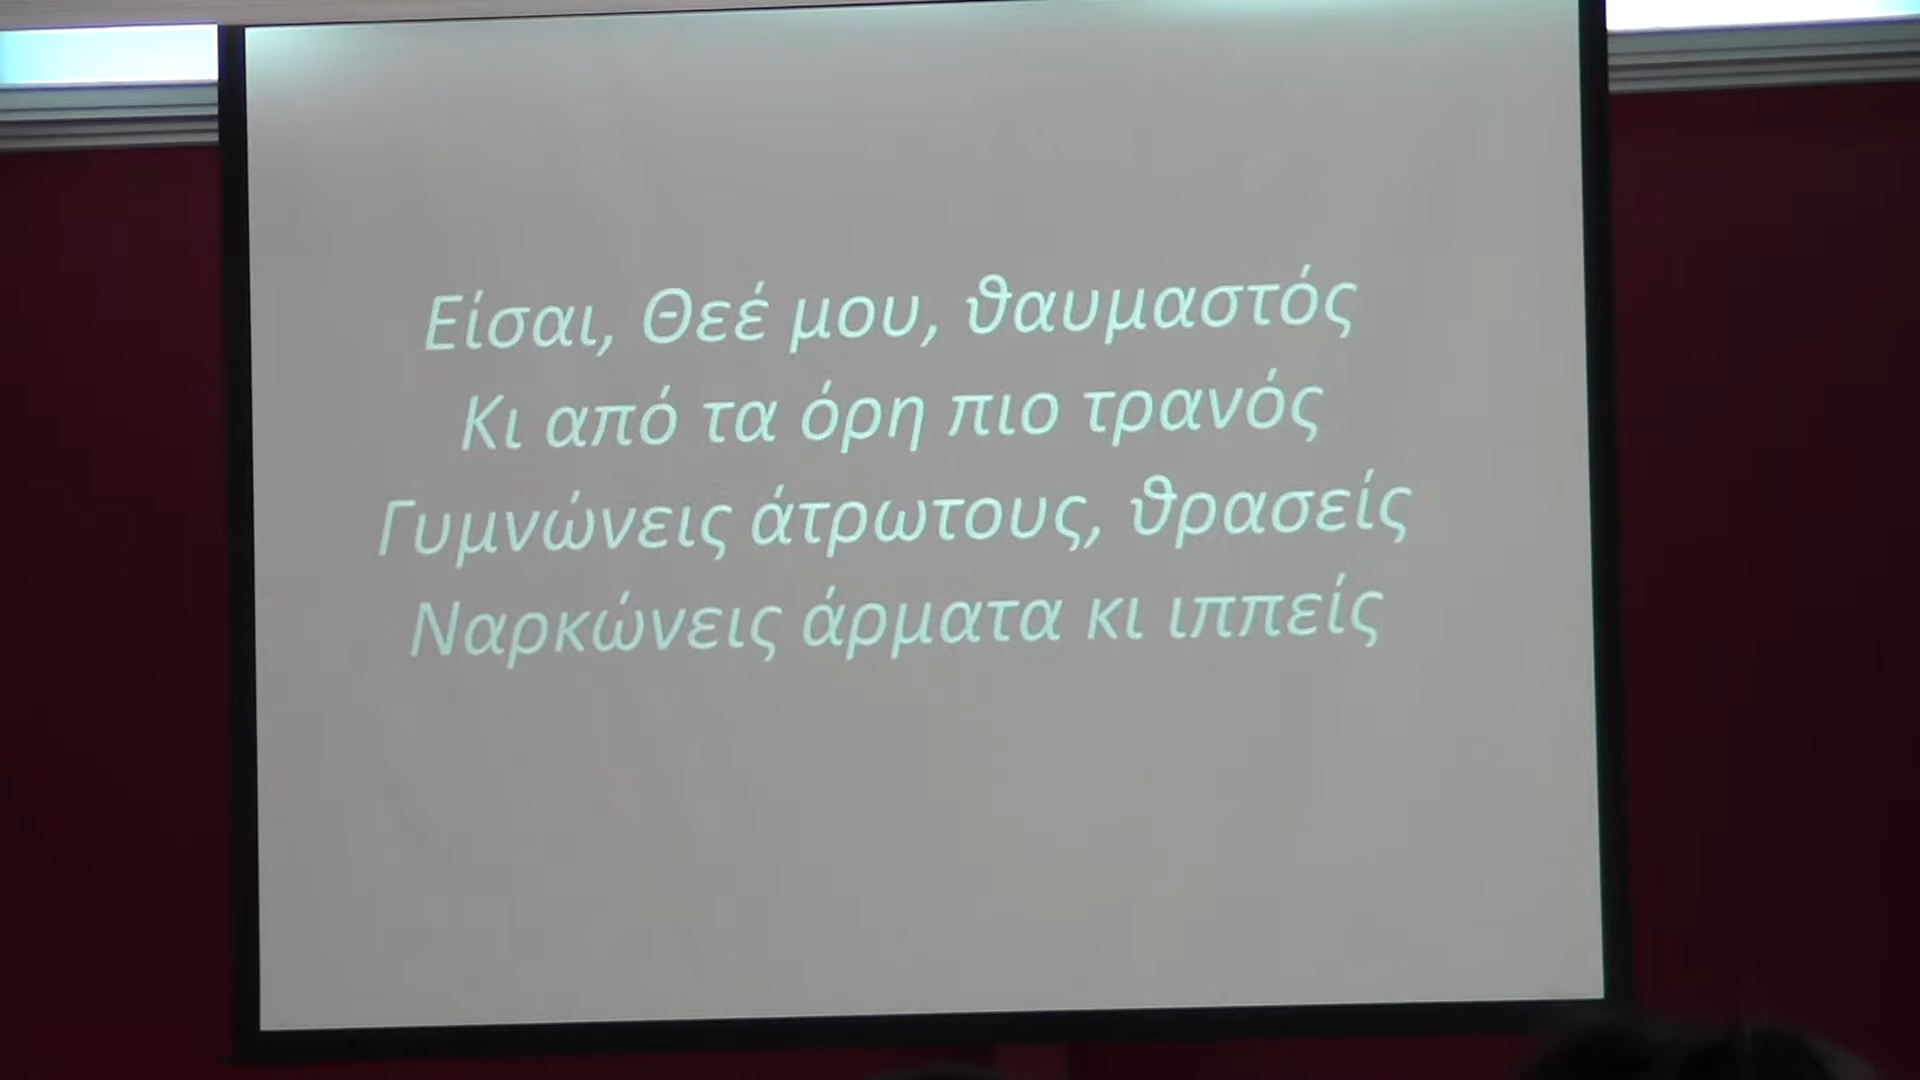 Είσαι, Θεέ μου, θαυμαστός
Κι από τα όρη πιο τρανός
Γυμνώνεις άτρωτους, θρασείς
Ναρκώνεις άρματα κι ιππείς